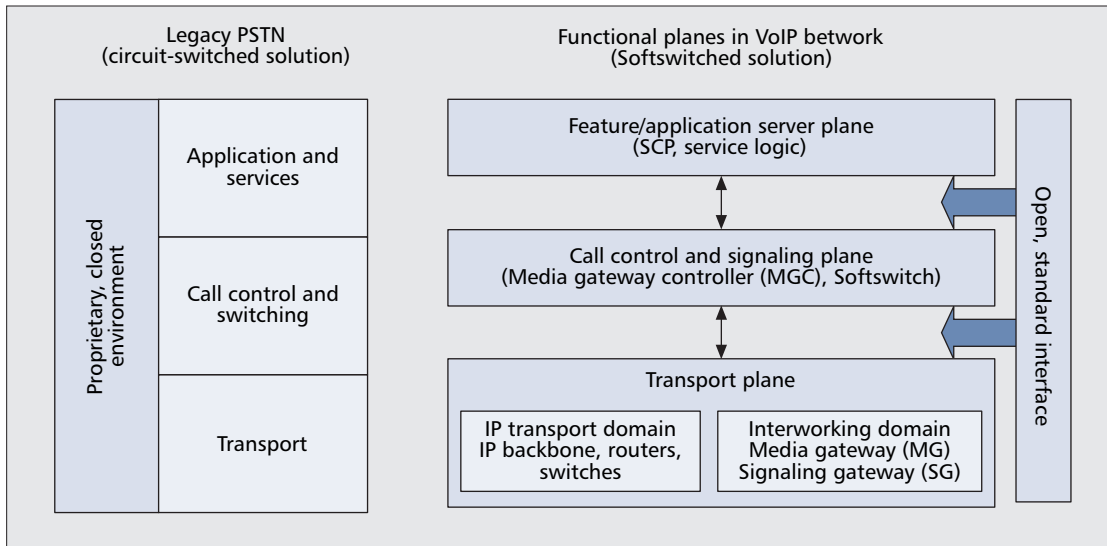 Legacy PSTN
(circuit-switched solution)
Proprietary, closed
environment
Application and
services
Call control and
switching
Transport
Functional planes in VoIP betwork
(Softswitched solution)
Feature/application server plane
(SCP, service logic)
Call control and signaling plane
(Media gateway controller (MGC), Softswitch)
Transport plane
IP transport domain
IP backbone, routers,
switches
Interworking domain
Media gateway (MG)
Signaling gateway (SG)
Open, standard interface